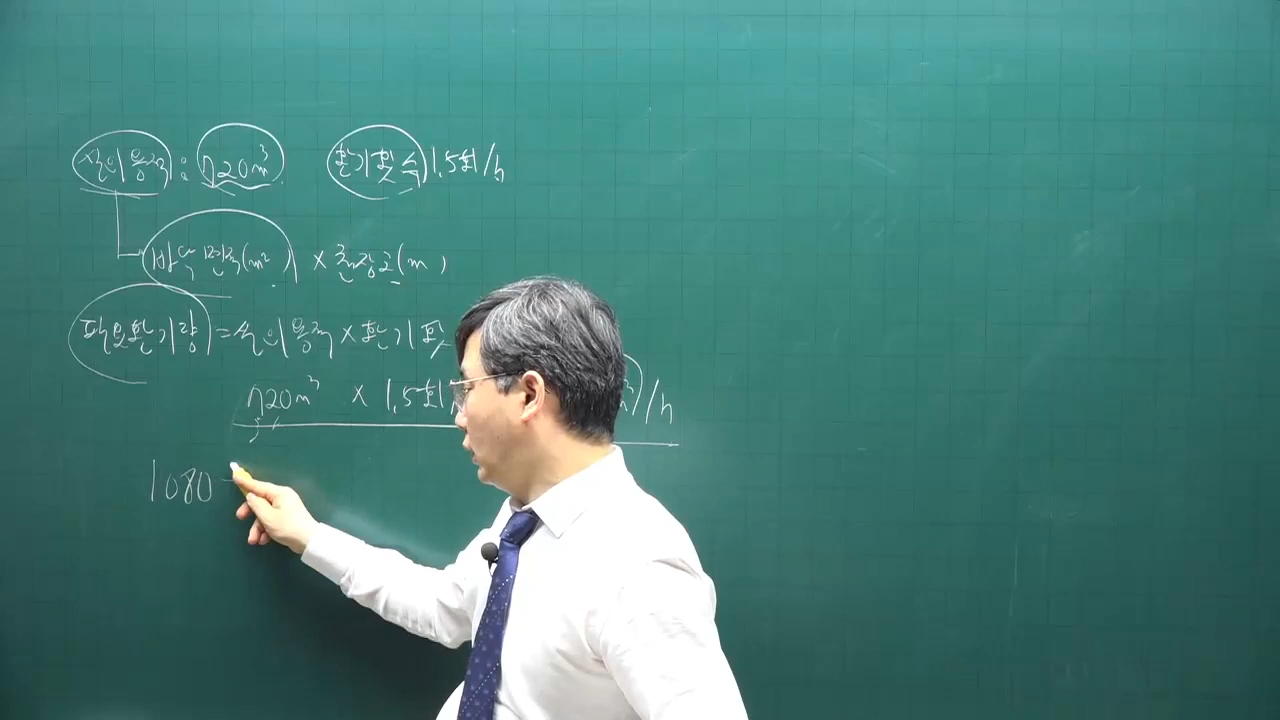 실의용적: 720m³ 환기횟수 1.5회/h
바닥면적(m²) × 천장고(m)
필요환기량 = 실의용적 × 환기횟
720m³ × 1.5회 )/h
1080